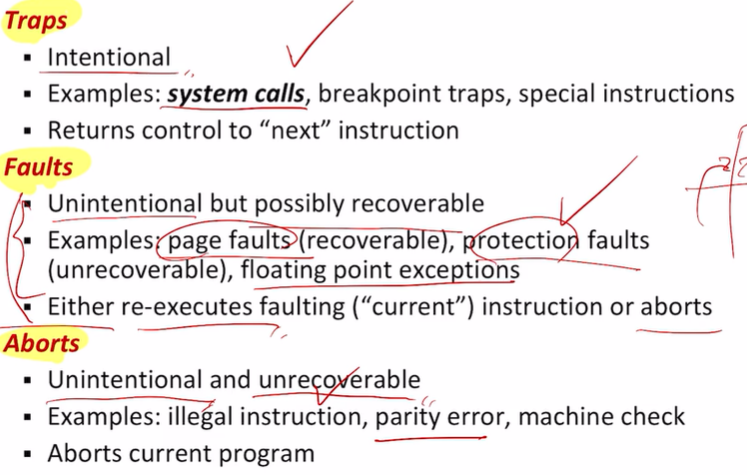 Traps
▪ Intentional
▪ Examples: system calls, breakpoint traps, special instructions
▪ Returns control to “next” instruction
Faults
▪ Unintentional but possibly recoverable
▪ Examples: page faults (recoverable), protection faults
(unrecoverable), floating point exceptions
▪ Either re-executes faulting (“current”) instruction or aborts
Aborts
▪ Unintentional and unrecoverable
▪ Examples: illegal instruction, parity error, machine check
▪ Aborts current program